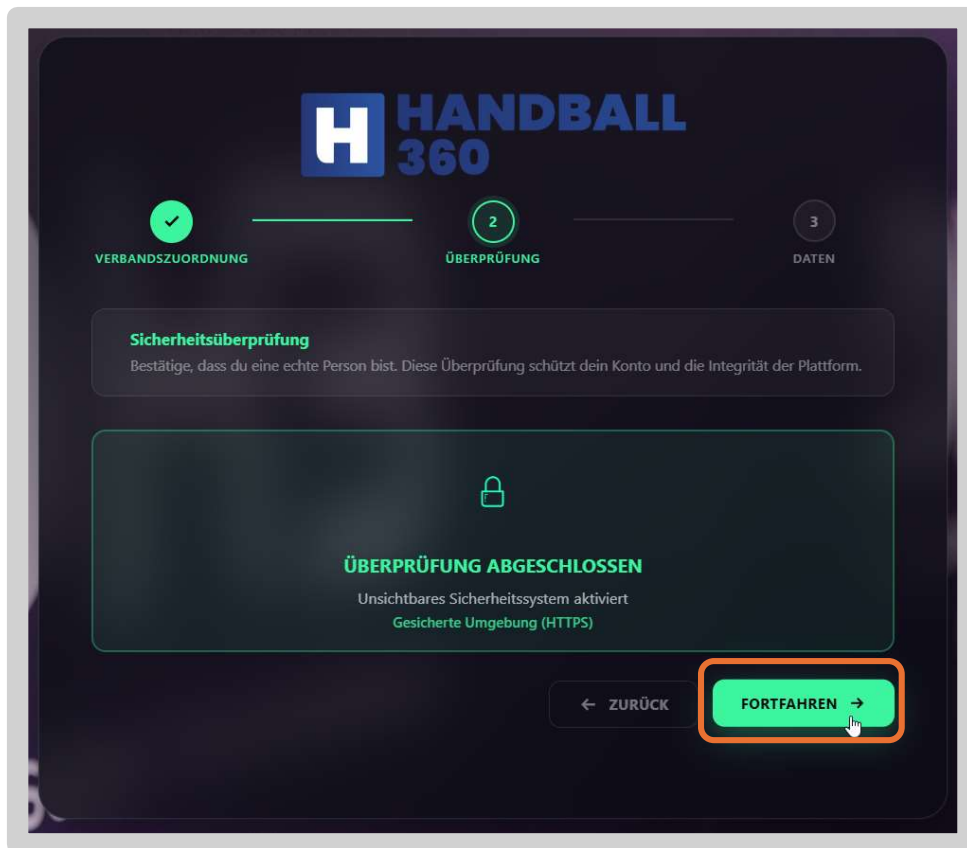 H HANDBALL
360
2
3
VERBANDSZUORDNUNG
ÜBERPRÜFUNG
DATEN
Sicherheitsüberprüfung
Bestätige, dass du eine echte Person bist. Diese Überprüfung schützt dein Konto und die Integrität der Plattform.
ÜBERPRÜFUNG ABGESCHLOSSEN
Unsichtbares Sicherheitssystem aktiviert
Gesicherte Umgebung (HTTPS)
← ZURÜCK
FORTFAHREN →